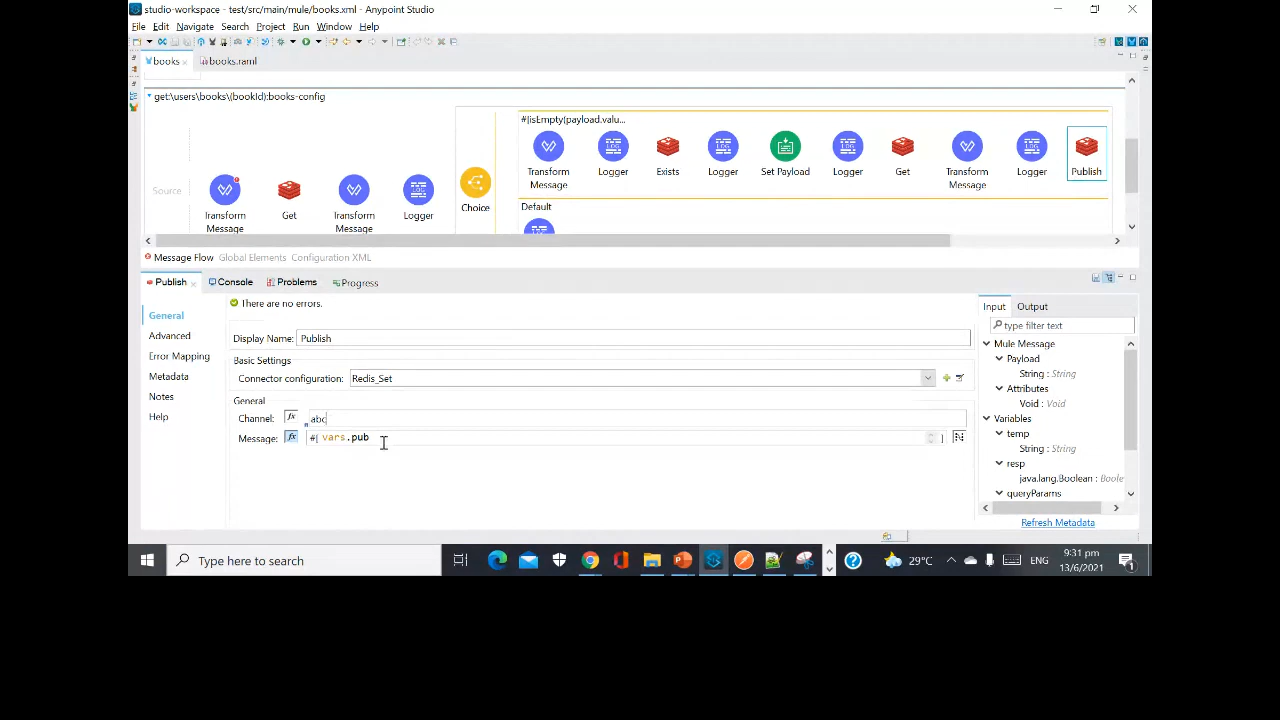 studio-workspace - test/src/main/mule/books.xml - Anypoint Studio
File Edit Navigate Search Project Run Window Help
books books.raml
get:\users\books\(bookId):books-config
#[isEmpty(payload.valu...
Transform Message Logger Exists Logger Set Payload Logger Get Transform Message Logger Publish
Source Transform Message Get Transform Message Logger Choice
Default
Message Flow Global Elements Configuration XML
Publish Console Problems Progress
There are no errors.
General
Advanced
Error Mapping
Metadata
Notes
Help
Display Name: Publish
Basic Settings
Connector configuration: Redis_Set
General
Channel: fx abc
Message: fx #[ vars.pub ]
Input Output
type filter text
Mule Message
Payload
String : String
Attributes
Void : Void
Variables
temp
String : String
resp
java.lang.Boolean : Boole
queryParams
Refresh Metadata
Type here to search
29°C ENG 9:31 pm
13/6/2021
1